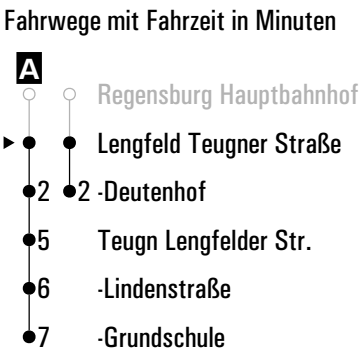 Fahrwege mit Fahrzeit in Minuten
A
Regensburg Hauptbahnhof
Lengfeld Teugner Straße
2 2 -Deutenhof
5 Teugn Lengfelder Str.
6 -Lindenstraße
7 -Grundschule